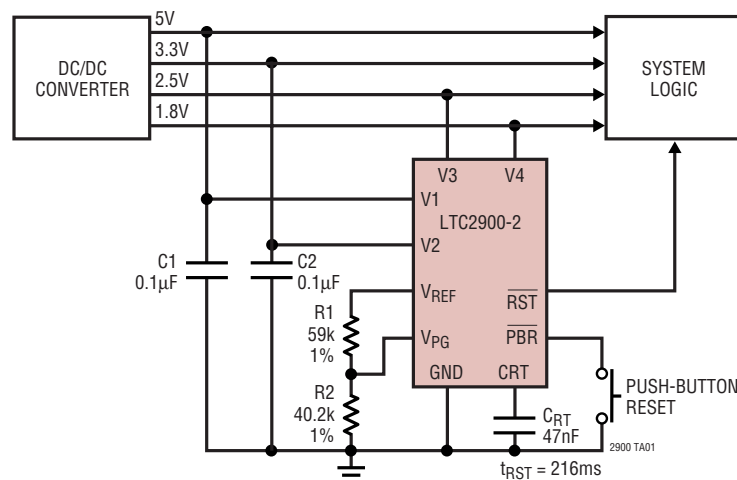 DC/DC
CONVERTER
5V
3.3V
2.5V
1.8V
SYSTEM
LOGIC
V3
V4
V1
LTC2900-2
V2
C1
0.1µF
C2
0.1µF
VREF
RST
R1
59k
1%
VPG
PBR
GND
CRT
R2
40.2k
1%
CRT
47nF
PUSH-BUTTON
RESET
2900 TA01
tRST = 216ms